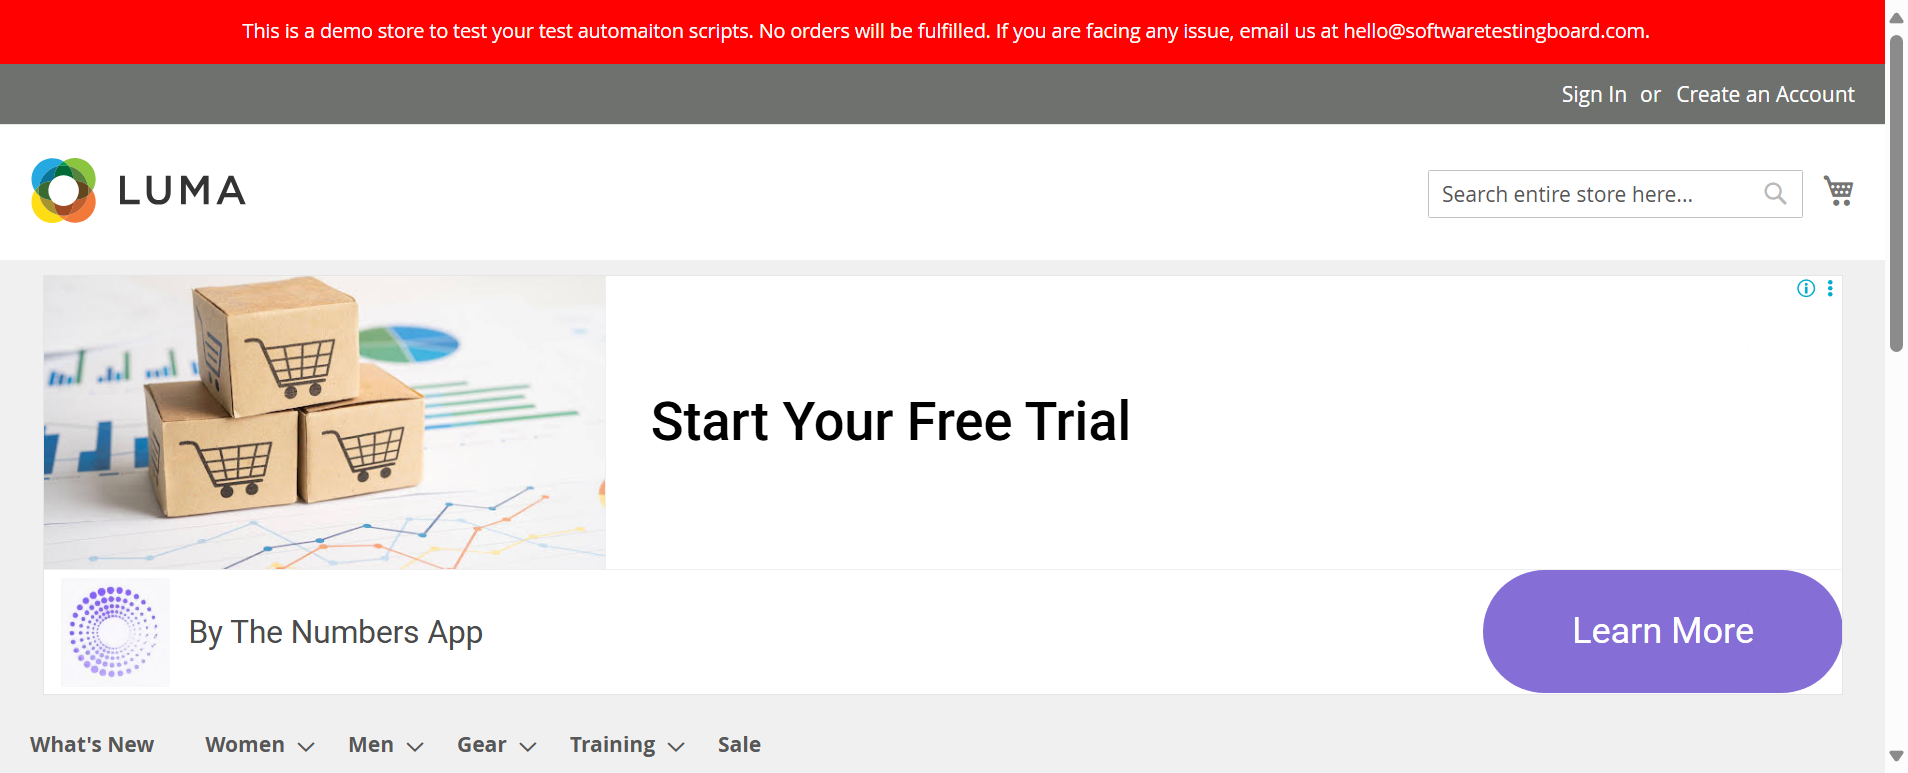 This is a demo store to test your test automaiton scripts. No orders will be fulfilled. If you are facing any issue, email us at hello@softwaretestingboard.com.
Sign In or Create an Account
LUMA
Search entire store here...
Start Your Free Trial
By The Numbers App
Learn More
What's New Women Men Gear Training Sale